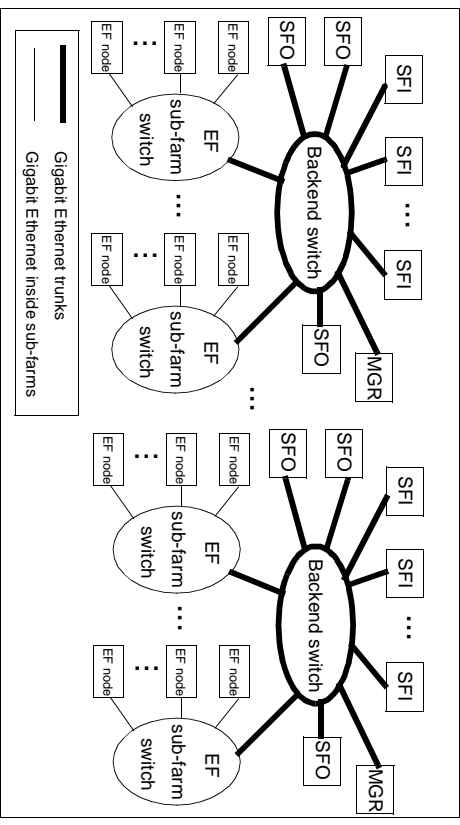 SFI SFI ... SFI
MGR
SFO
SFO
Backend switch
SFO
SFI SFI ... SFI
MGR
SFO
SFO
Backend switch
SFO
...
EF node
EF node
...
EF node
EF
sub-farm
switch
...
EF node
EF node
...
EF node
EF
sub-farm
switch
EF node
EF node
...
EF node
EF
sub-farm
switch
...
EF node
EF node
...
EF node
EF
sub-farm
switch
Gigabit Ethernet trunks
Gigabit Ethernet inside sub-farms